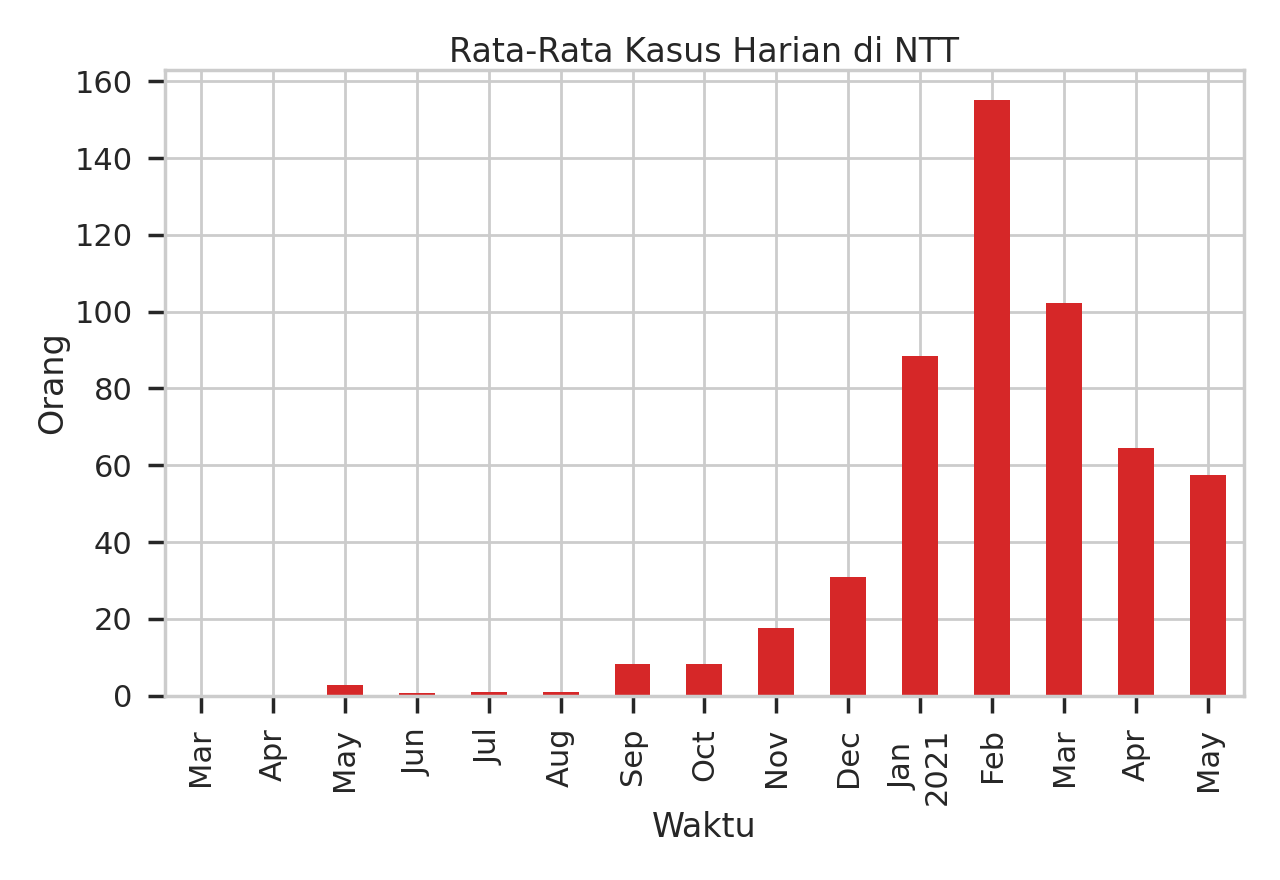 Rata-Rata Kasus Harian di NTT
160
140
120
100
80
60
40
20
0
Orang
Mar
Apr
May
Jun
Jul
Aug
Sep
Oct
Nov
Dec
Jan
2021
Feb
Mar
Apr
May
Waktu